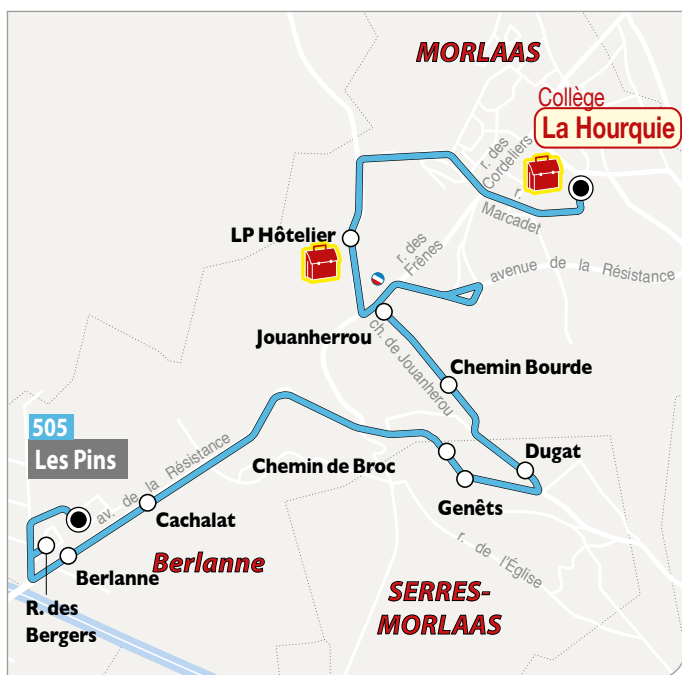 MORLAAS
Collège
La Hourquie
r. des
Cordeliers
r.
Marcadet
LP Hôtelier
r. des
Frênes
avenue de la Résistance
Jouanherrou
ch. de Jouanherou
Chemin Bourde
505
Les Pins
av. de la Résistance
Chemin de Broc
Dugat
Genêts
Cachalat
r. de l'Église
Berlanne
Berlanne
R. des
Bergers
SERRES-
MORLAAS